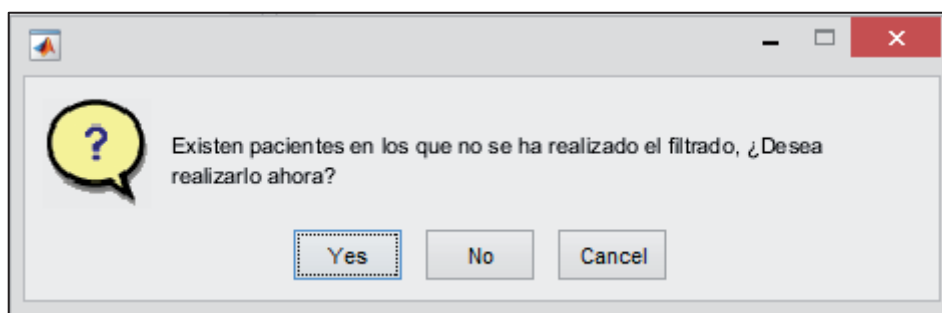 ?
Existen pacientes en los que no se ha realizado el filtrado, ¿Desea
realizarlo ahora?
Yes No Cancel